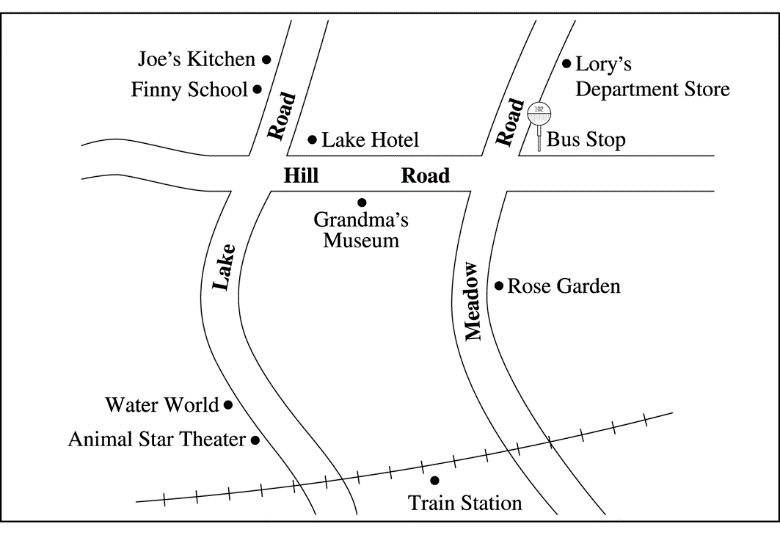 Joe's Kitchen
Finny School
Road
Lake Hotel
Lory's
Department Store
Road
102
Bus Stop
Hill Road
Grandma's
Museum
Lake
Meadow
Rose Garden
Water World
Animal Star Theater
Train Station